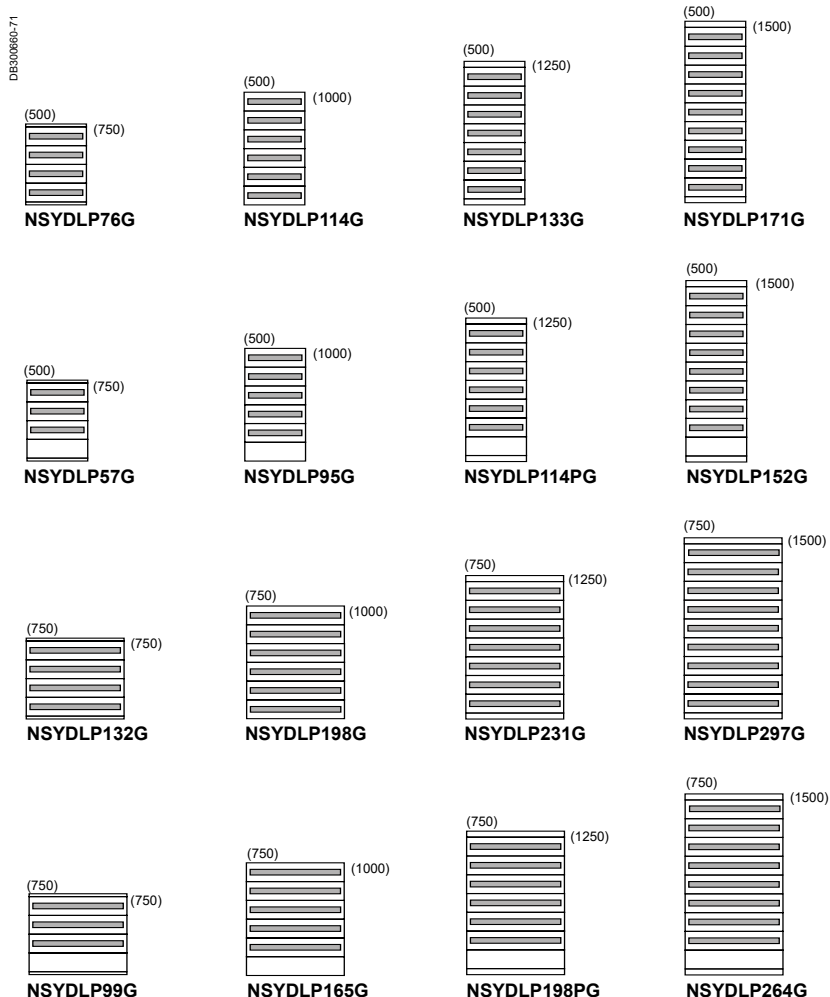 DB300660-71
(500)
(750)
NSYDLP76G
(500)
(1000)
NSYDLP114G
(500)
(1250)
NSYDLP133G
(500)
(1500)
NSYDLP171G
(500)
(750)
NSYDLP57G
(500)
(1000)
NSYDLP95G
(500)
(1250)
NSYDLP114PG
(500)
(1500)
NSYDLP152G
(750)
(750)
NSYDLP132G
(750)
(1000)
NSYDLP198G
(750)
(1250)
NSYDLP231G
(750)
(1500)
NSYDLP297G
(750)
(750)
NSYDLP99G
(750)
(1000)
NSYDLP165G
(750)
(1250)
NSYDLP198PG
(750)
(1500)
NSYDLP264G